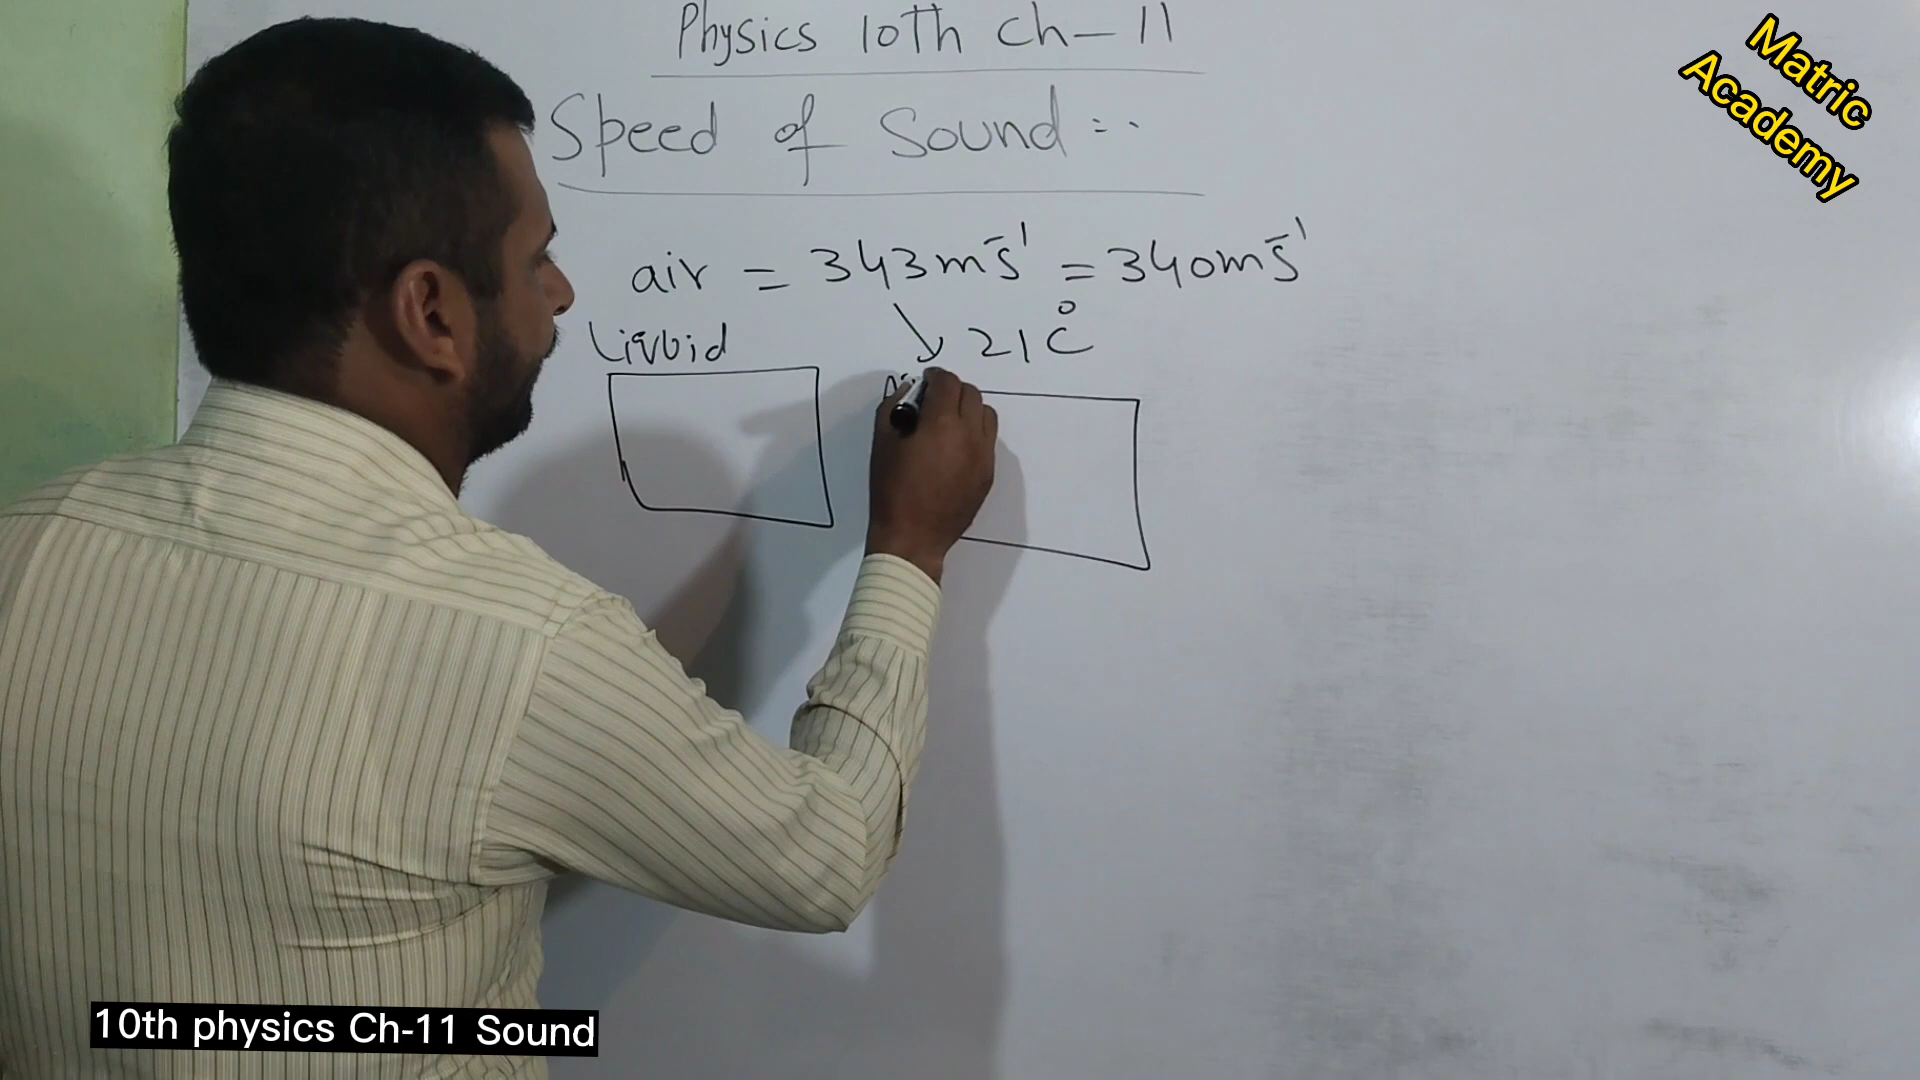 Physics 10Th Ch-11
Speed of Sound :-
air = 343ms⁻¹ = 340ms⁻¹
Liquid
21C°
Matric
Academy
10th physics Ch-11 Sound